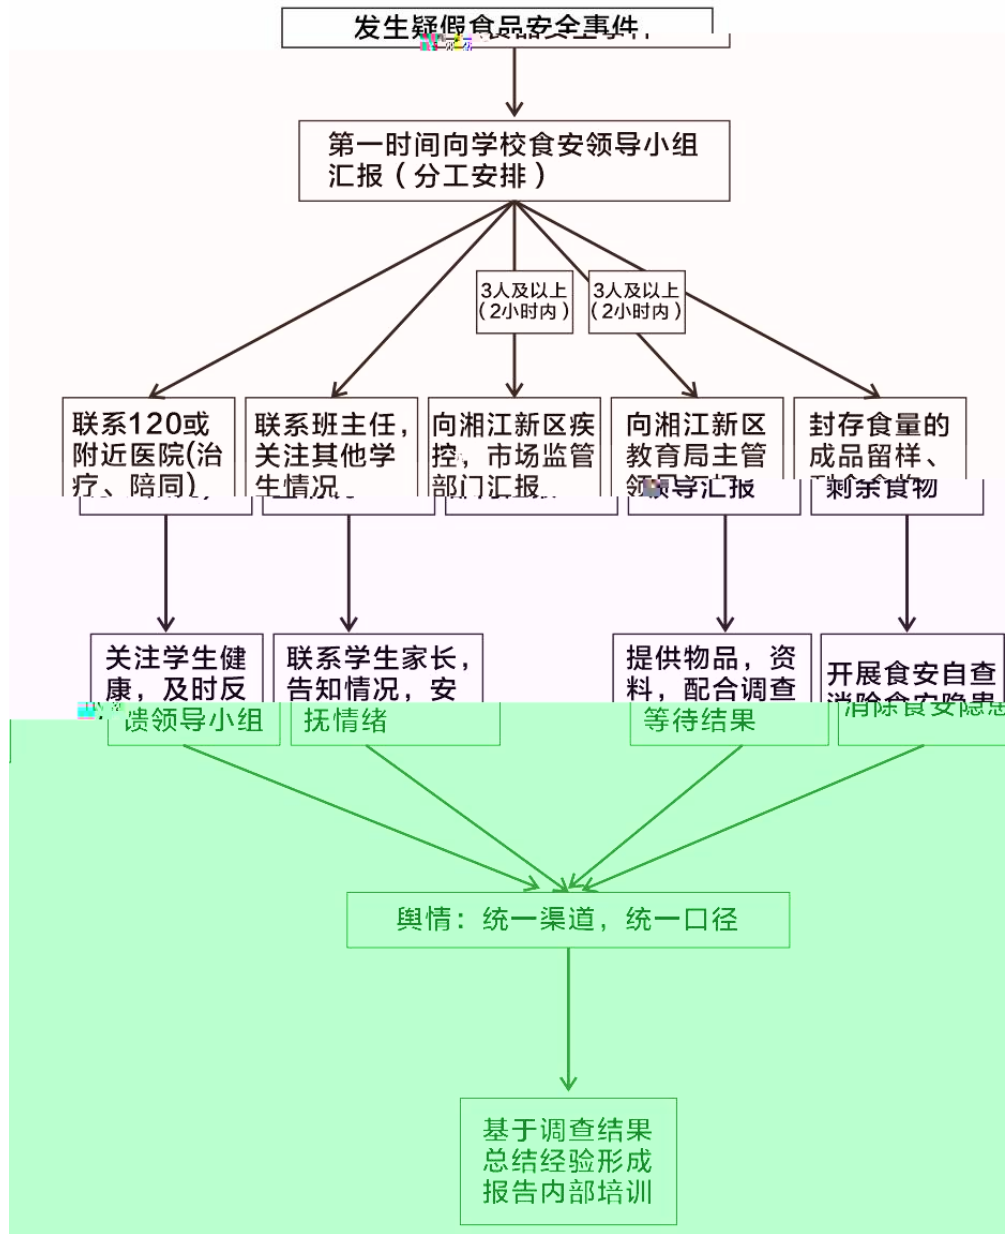 发生疑假食品安全事件
第一时间向学校食安领导小组
汇报（分工安排）
3人及以上
（2小时内）
3人及以上
（2小时内）
联系120或
附近医院(治
疗、陪同)
联系班主任，
关注其他学
生情况
向湘江新区疾
控，市场监管
部门汇报
向湘江新区
教育局主管
领导汇报
封存食量的
成品留样、
剩余食物
关注学生健
康，及时反
馈领导小组
联系学生家长，
告知情况，安
抚情绪
提供物品，资
料，配合调查
等待结果
开展食安自查
消除食安隐患
舆情：统一渠道，统一口径
基于调查结果
总结经验形成
报告内部培训